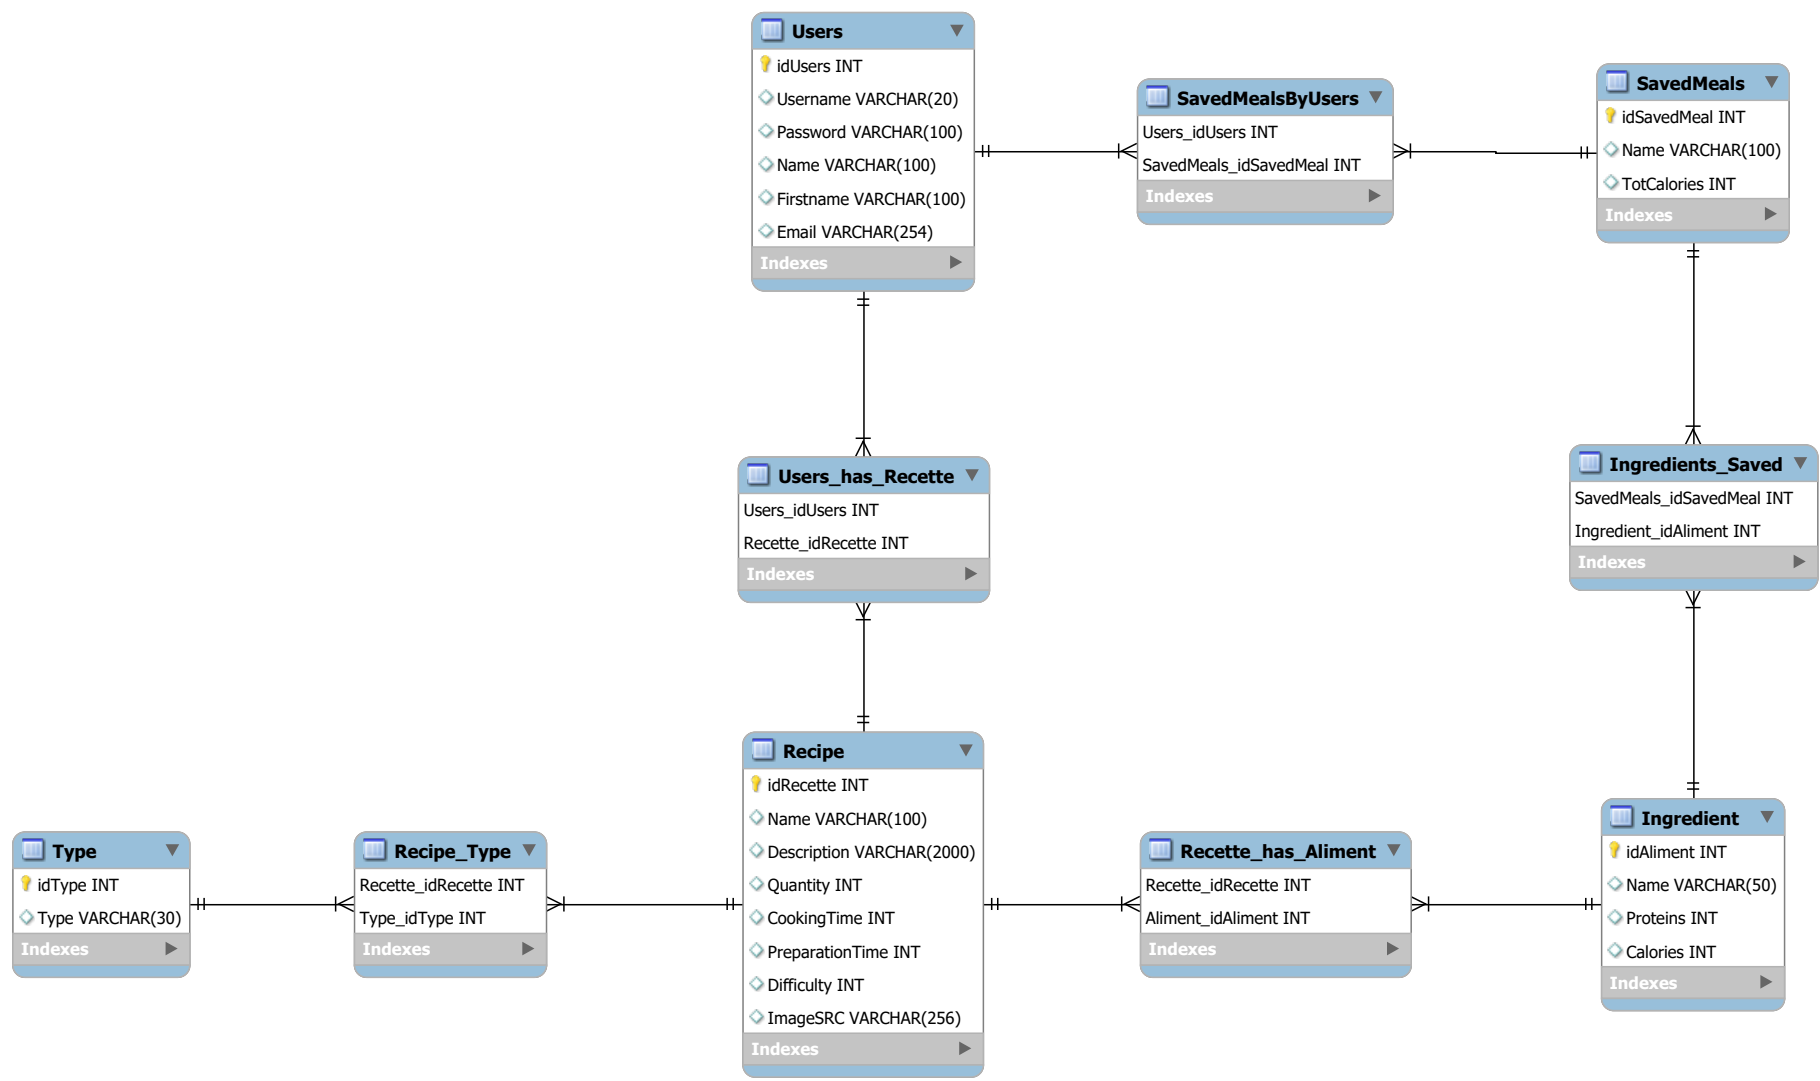 Users
idUsers INT
Username VARCHAR(20)
Password VARCHAR(100)
Name VARCHAR(100)
Firstname VARCHAR(100)
Email VARCHAR(254)
Indexes
SavedMealsByUsers
Users_idUsers INT
SavedMeals_idSavedMeal INT
Indexes
SavedMeals
idSavedMeal INT
Name VARCHAR(100)
TotCalories INT
Indexes
Users_has_Recette
Users_idUsers INT
Recette_idRecette INT
Indexes
Ingredients_Saved
SavedMeals_idSavedMeal INT
Ingredient_idAliment INT
Indexes
Type
idType INT
Type VARCHAR(30)
Indexes
Recipe_Type
Recette_idRecette INT
Type_idType INT
Indexes
Recipe
idRecette INT
Name VARCHAR(100)
Description VARCHAR(2000)
Quantity INT
CookingTime INT
PreparationTime INT
Difficulty INT
ImageSRC VARCHAR(256)
Indexes
Recette_has_Aliment
Recette_idRecette INT
Aliment_idAliment INT
Indexes
Ingredient
idAliment INT
Name VARCHAR(50)
Proteins INT
Calories INT
Indexes